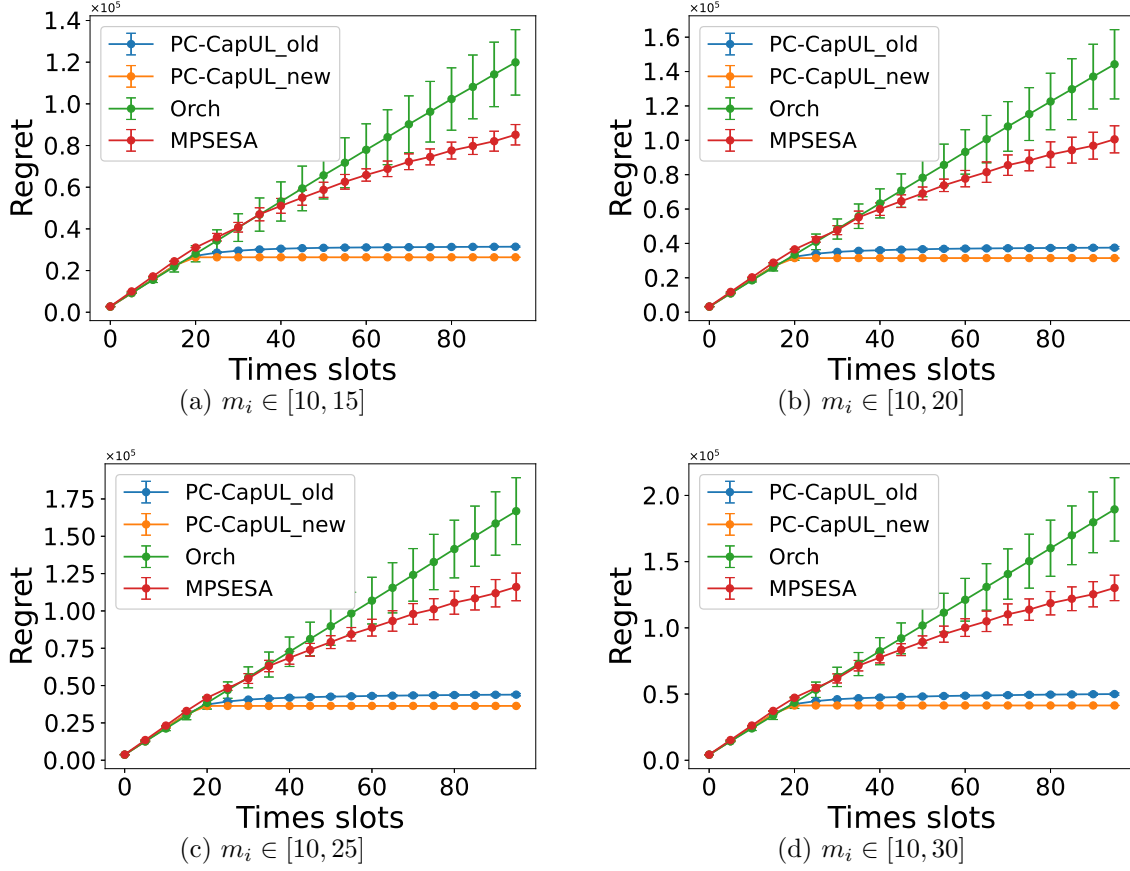 ×10⁵
1.4
1.2
1.0
0.8
0.6
0.4
0.2
0.0
Regret
PC-CapUL_old
PC-CapUL_new
Orch
MPSESA
0 20 40 60 80
Times slots
(a) m_i ∈ [10, 15]
×10⁵
1.6
1.4
1.2
1.0
0.8
0.6
0.4
0.2
0.0
Regret
PC-CapUL_old
PC-CapUL_new
Orch
MPSESA
0 20 40 60 80
Times slots
(b) m_i ∈ [10, 20]
×10⁵
1.75
1.50
1.25
1.00
0.75
0.50
0.25
0.00
Regret
PC-CapUL_old
PC-CapUL_new
Orch
MPSESA
0 20 40 60 80
Times slots
(c) m_i ∈ [10, 25]
×10⁵
2.0
1.5
1.0
0.5
0.0
Regret
PC-CapUL_old
PC-CapUL_new
Orch
MPSESA
0 20 40 60 80
Times slots
(d) m_i ∈ [10, 30]